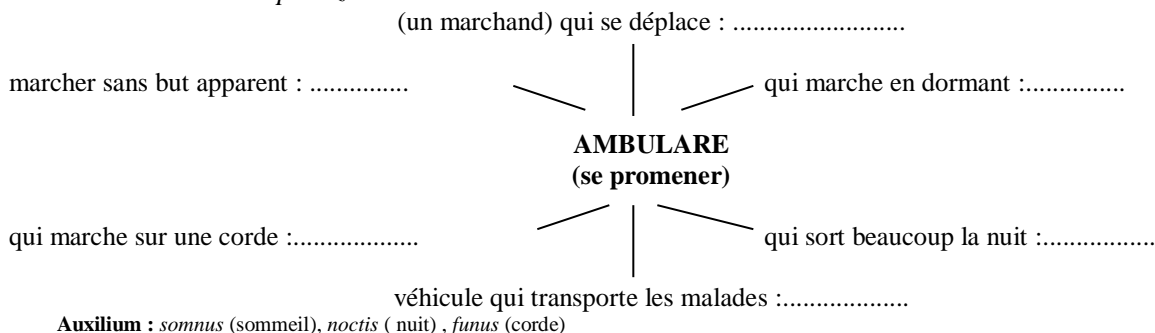 (un marchand) qui se déplace : ..........................
marcher sans but apparent : ...............
qui marche en dormant :...............
AMBULARE
(se promener)
qui marche sur une corde :...................
qui sort beaucoup la nuit :.................
véhicule qui transporte les malades :...................
Auxilium : somnus (sommeil), noctis ( nuit) , funus (corde)